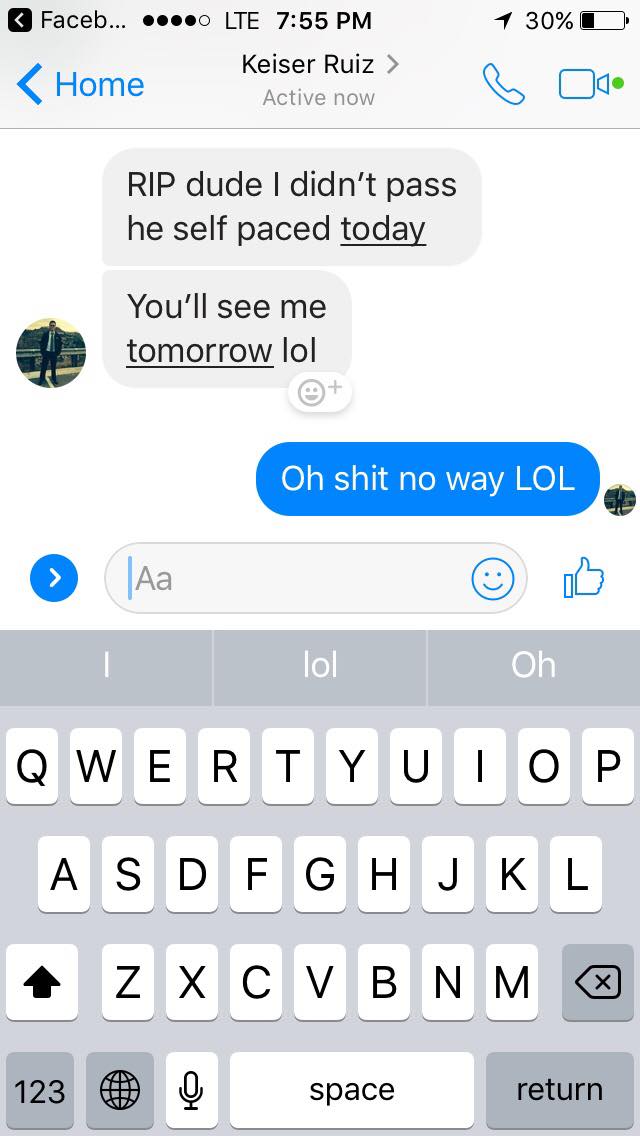 Faceb... LTE 7:55 PM 30%
Home
Keiser Ruiz
Active now
RIP dude I didn't pass
he self paced today
You'll see me
tomorrow lol
Oh shit no way LOL
Aa
I lol Oh
Q W E R T Y U I O P
A S D F G H J K L
Z X C V B N M
123 space return